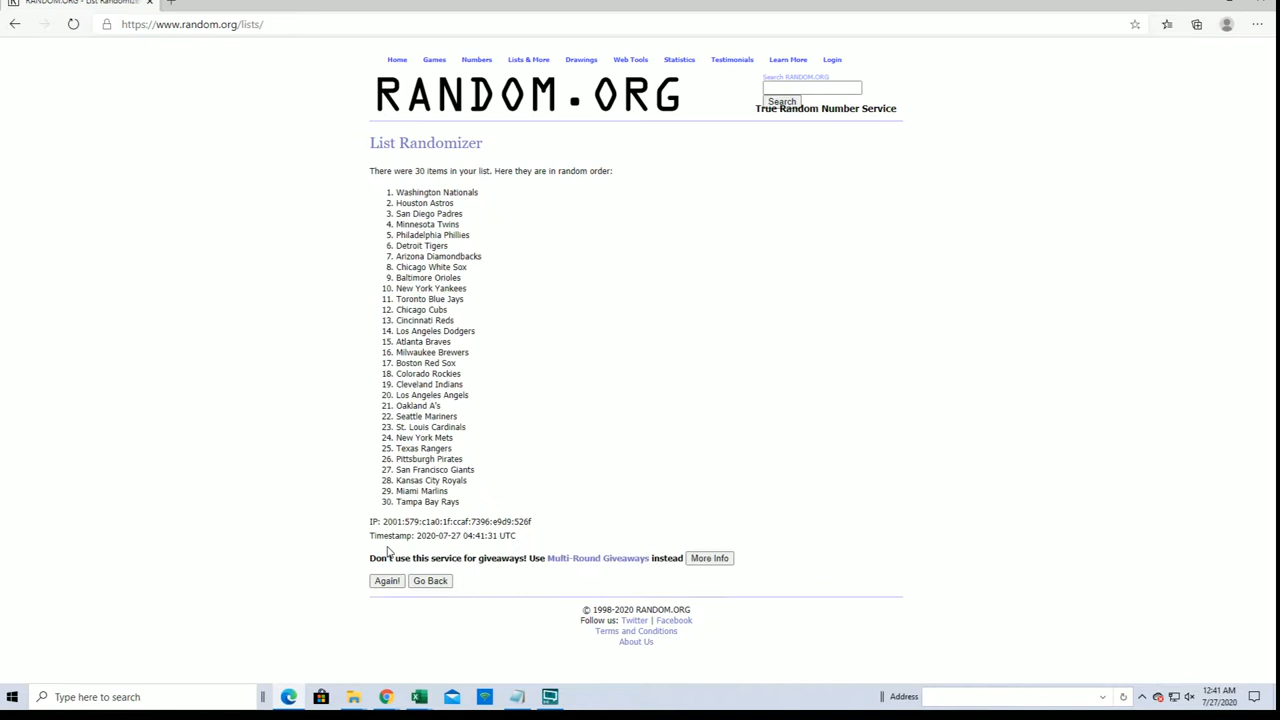 RANDOM.ORG - List Randomi
https://www.random.org/lists/
Home Games Numbers Lists & More Drawings Web Tools Statistics Testimonials Learn More Login
Search RANDOM.ORG
RANDOM.ORG
Search
True Random Number Service
List Randomizer
There were 30 items in your list. Here they are in random order:
1. Washington Nationals
2. Houston Astros
3. San Diego Padres
4. Minnesota Twins
5. Philadelphia Phillies
6. Detroit Tigers
7. Arizona Diamondbacks
8. Chicago White Sox
9. Baltimore Orioles
10. New York Yankees
11. Toronto Blue Jays
12. Chicago Cubs
13. Cincinnati Reds
14. Los Angeles Dodgers
15. Atlanta Braves
16. Milwaukee Brewers
17. Boston Red Sox
18. Colorado Rockies
19. Cleveland Indians
20. Los Angeles Angels
21. Oakland A's
22. Seattle Mariners
23. St. Louis Cardinals
24. New York Mets
25. Texas Rangers
26. Pittsburgh Pirates
27. San Francisco Giants
28. Kansas City Royals
29. Miami Marlins
30. Tampa Bay Rays
IP: 2001:579:c1a0:1f:ccaf:7396:e9d9:526f
Timestamp: 2020-07-27 04:41:31 UTC
Don't use this service for giveaways! Use Multi-Round Giveaways instead More Info
Again! Go Back
© 1998-2020 RANDOM.ORG
Follow us: Twitter | Facebook
Terms and Conditions
About Us
Type here to search
Address
12:41 AM
7/27/2020